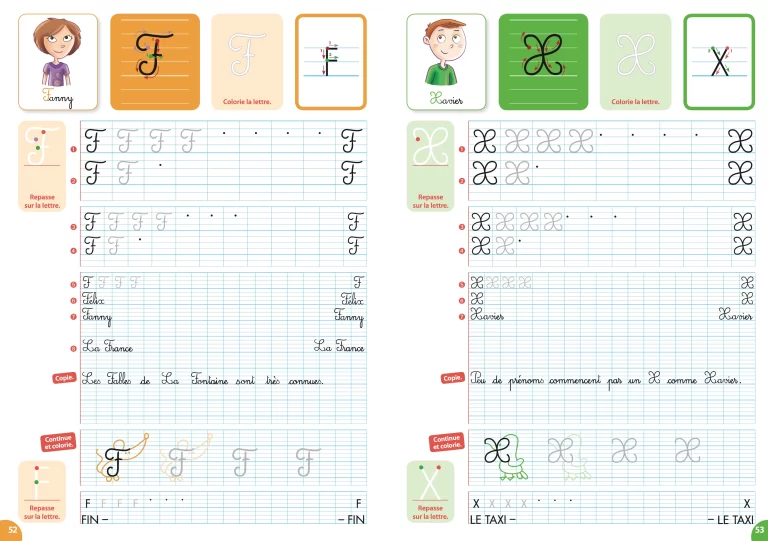 F F F
Fanny
Colorie la lettre.
F
Repasse
sur la lettre.
1 F F F F F
2 F F F
3 F F F F F
4 F F F
5 F F F F F
6 Félix Félix
7 Fanny Fanny
8 La France La France
Copie. Les Fables de La Fontaine sont très connues.
Continue
et colorie.
F F F F
F
Repasse
sur la lettre.
F F F F F
FIN – – FIN
52
X X X
Xavier
Colorie la lettre.
X
Repasse
sur la lettre.
1 X X X X X
2 X X X
3 X X X X X
4 X X X
5 X X X X X
6 X X
7 Xavier Xavier
Copie. Peu de prénoms commencent par un X comme Xavier.
Continue
et colorie.
X X X X
X
Repasse
sur la lettre.
X X X X X
LE TAXI – – LE TAXI
53